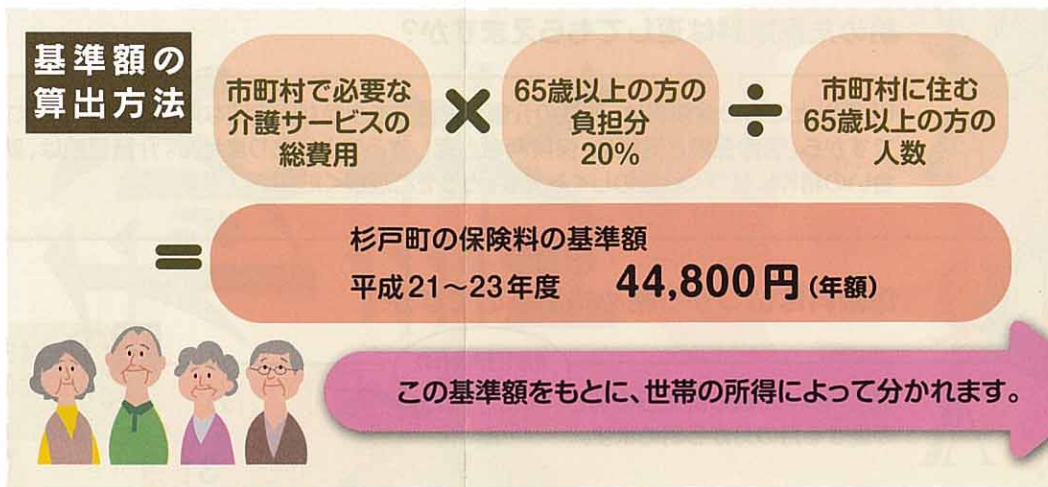 基準額の
算出方法
市町村で必要な
介護サービスの
総費用
×
65歳以上の方の
負担分
20%
÷
市町村に住む
65歳以上の方の
人数
=
杉戸町の保険料の基準額
平成21～23年度 44,800円(年額)
この基準額をもとに、世帯の所得によって分かれます。